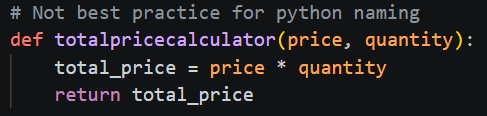 # Not best practice for python naming
def totalpricecalculator(price, quantity):
    total_price = price * quantity
    return total_price